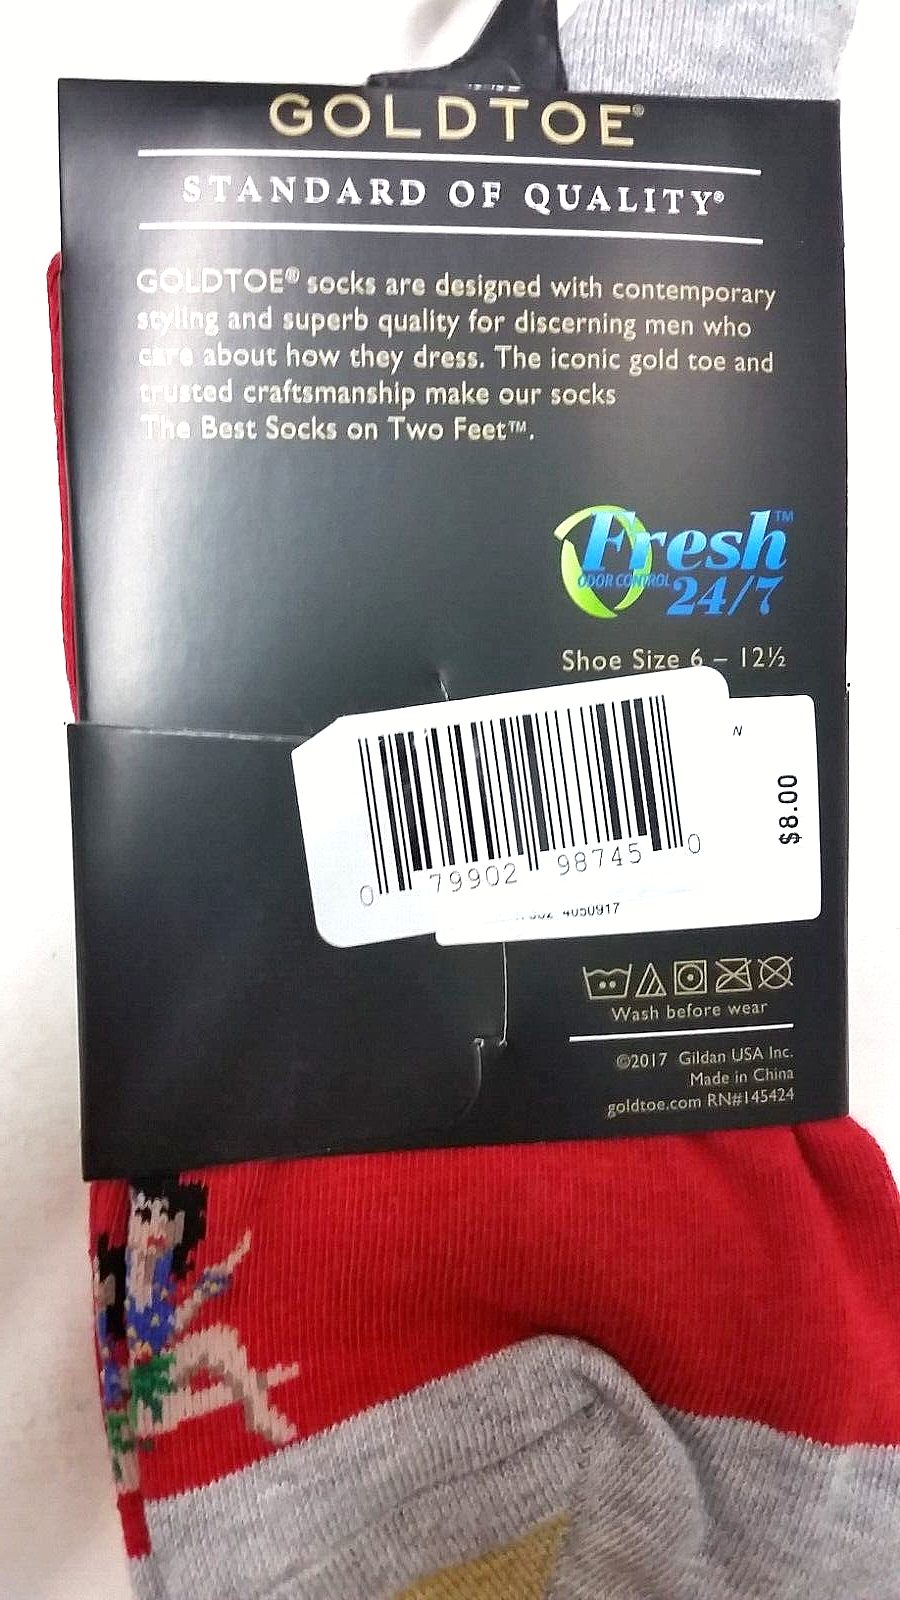 GOLDTOE®
STANDARD OF QUALITY®
GOLDTOE® socks are designed with contemporary
styling and superb quality for discerning men who
care about how they dress. The iconic gold toe and
trusted craftsmanship make our socks
The Best Socks on Two Feet™.
Fresh™
ODOR CONTROL
24/7
Shoe Size 6 – 12½
N
$8.00
0 79902 98745 0
4050917
Wash before wear
©2017 Gildan USA Inc.
Made in China
goldtoe.com RN#145424